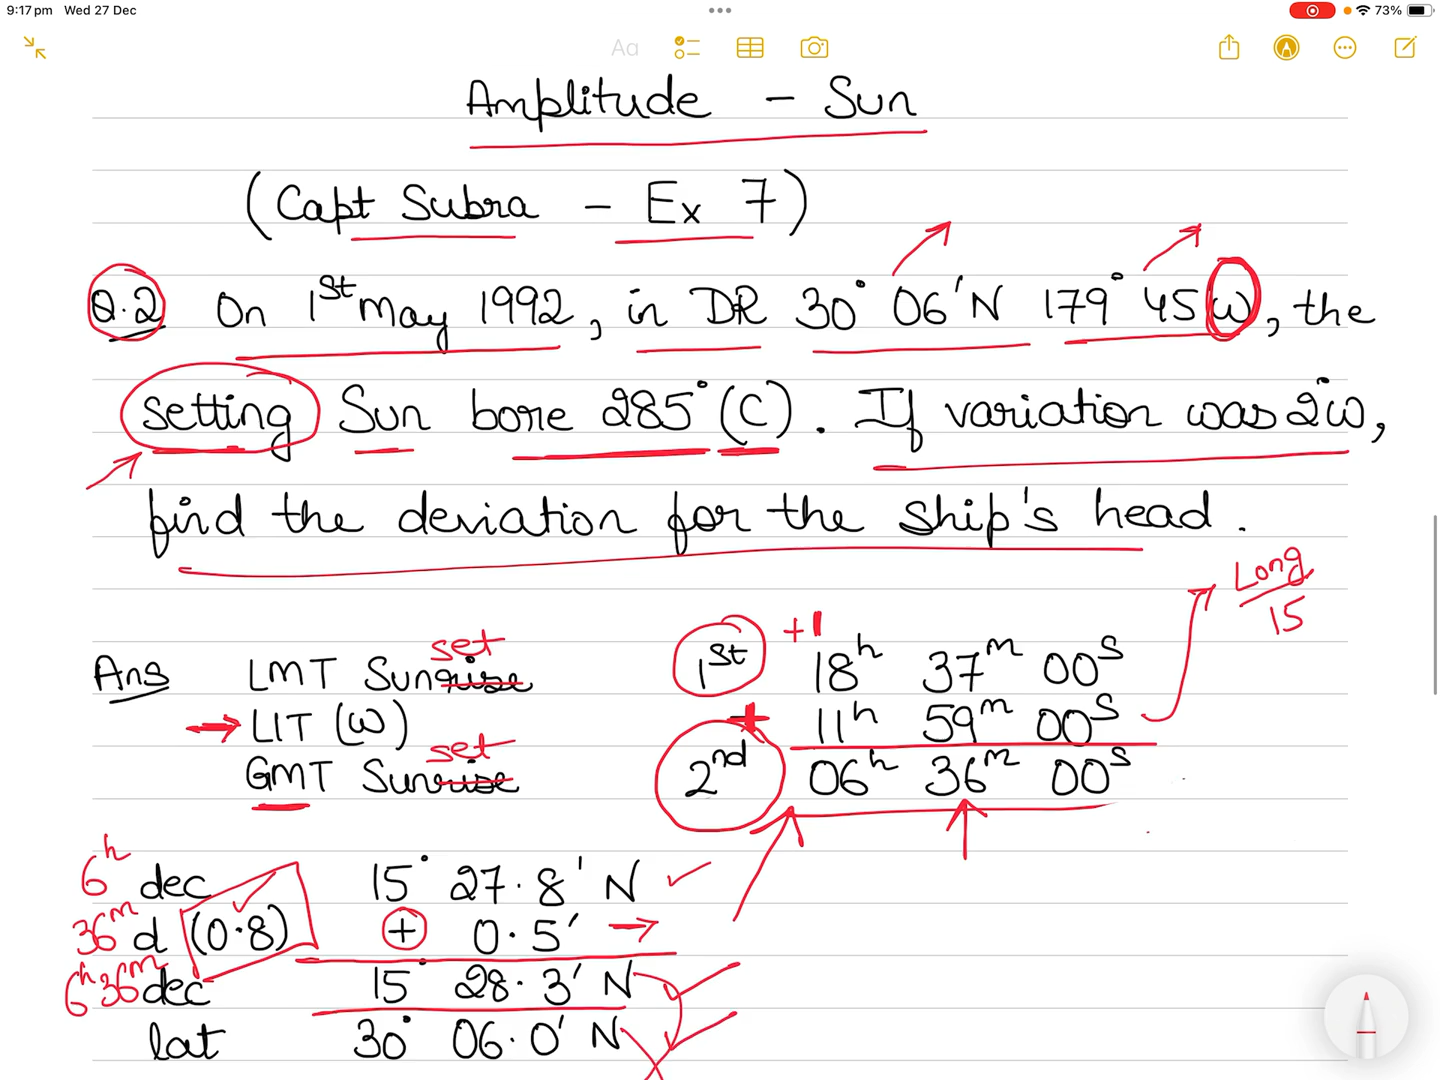 9:17 pm Wed 27 Dec
73%
Aa
Amplitude - Sun
(Capt Subra - Ex 7)
Q.2 On 1st May 1992, in DR 30° 06'N 179° 45 W, the
setting Sun bore 285° (C). If variation was 2°W,
find the deviation for the ship's head.
Long
15
+1
set
Ans LMT Sunrise 1st 18h 37m 00s
LIT (W) + 11h 59m 00s
set
GMT Sunrise 2nd 06h 36m 00s
6h dec 15° 27.8' N
36m d (0.8) + 0.5'
6h36m dec 15° 28.3' N
lat 30° 06.0' N